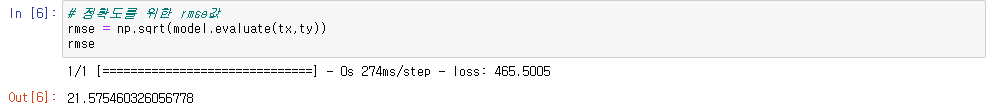 In [6]: # 정확도를 위한 rmse값
rmse = np.sqrt(model.evaluate(tx,ty))
rmse
1/1 [==============================] - 0s 274ms/step - loss: 465.5005
Out[6]: 21.575460326056778